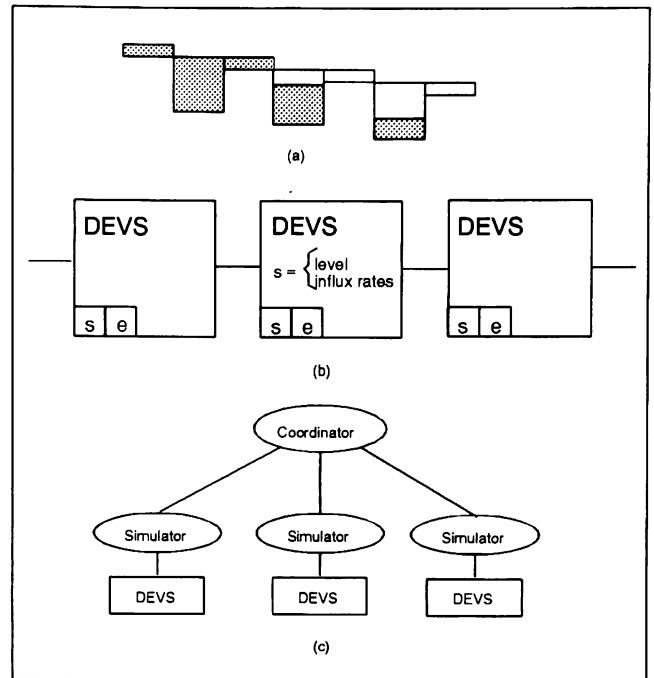 (a)
DEVS DEVS DEVS
s = { level
influx rates
s e s e s e
(b)
Coordinator
Simulator Simulator Simulator
DEVS DEVS DEVS
(c)